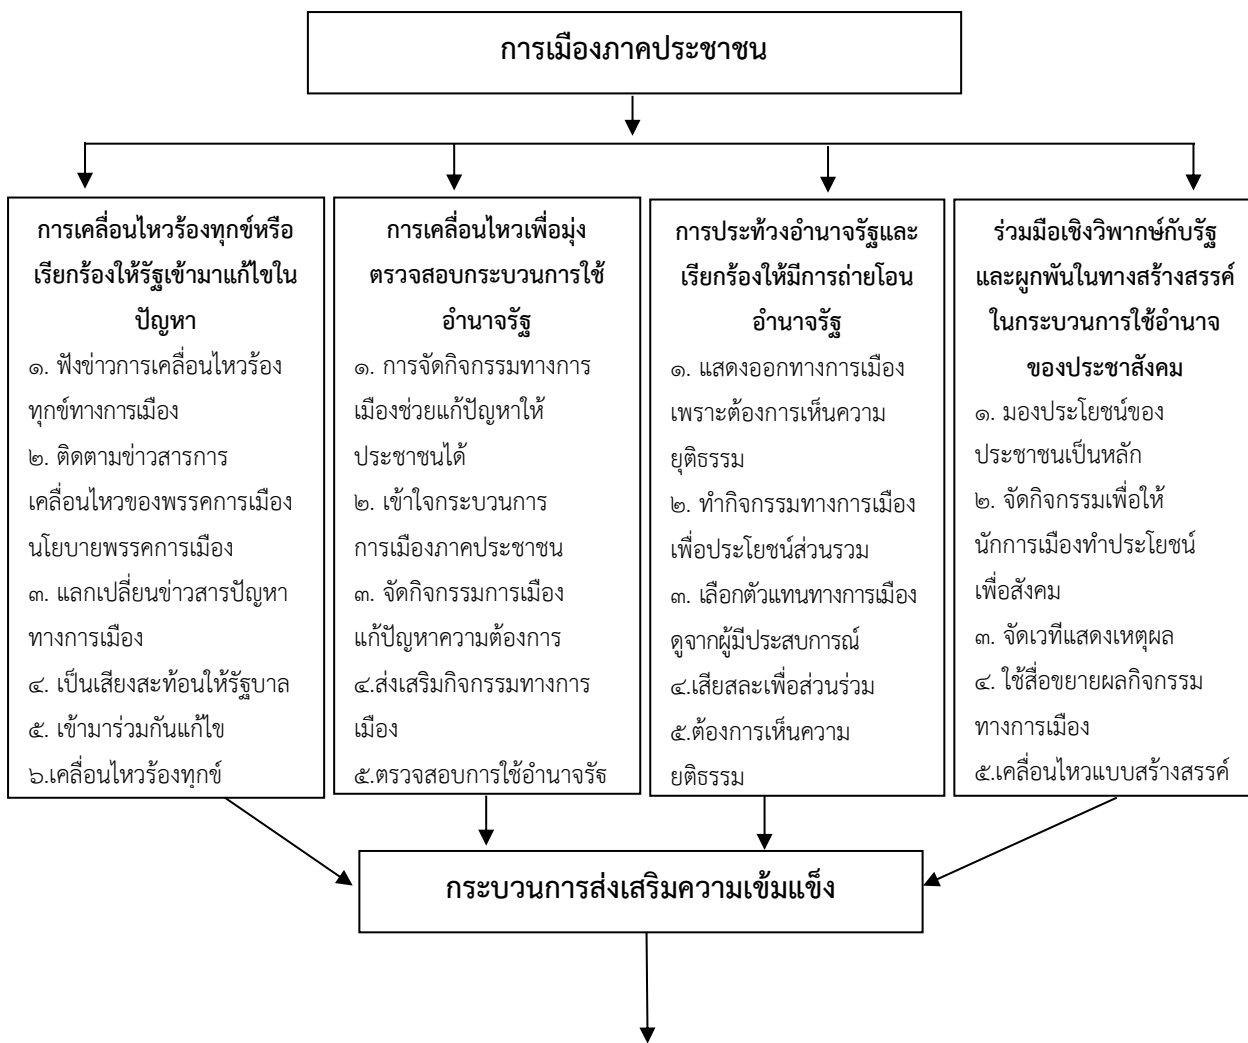 การเมืองภาคประชาชน
การเคลื่อนไหวร้องทุกข์หรือ
เรียกร้องให้รัฐเข้ามาแก้ไขใน
ปัญหา
๑. ฟังข่าวการเคลื่อนไหวร้อง
ทุกข์ทางการเมือง
๒. ติดตามข่าวสารการ
เคลื่อนไหวของพรรคการเมือง
นโยบายพรรคการเมือง
๓. แลกเปลี่ยนข่าวสารปัญหา
ทางการเมือง
๔. เป็นเสียงสะท้อนให้รัฐบาล
๕. เข้ามาร่วมกันแก้ไข
๖.เคลื่อนไหวร้องทุกข์
การเคลื่อนไหวเพื่อมุ่ง
ตรวจสอบกระบวนการใช้
อำนาจรัฐ
๑. การจัดกิจกรรมทางการ
เมืองช่วยแก้ปัญหาให้
ประชาชนได้
๒. เข้าใจกระบวนการ
การเมืองภาคประชาชน
๓. จัดกิจกรรมการเมือง
แก้ปัญหาความต้องการ
๔.ส่งเสริมกิจกรรมทางการ
เมือง
๕.ตรวจสอบการใช้อำนาจรัฐ
การประท้วงอำนาจรัฐและ
เรียกร้องให้มีการถ่ายโอน
อำนาจรัฐ
๑. แสดงออกทางการเมือง
เพราะต้องการเห็นความ
ยุติธรรม
๒. ทำกิจกรรมทางการเมือง
เพื่อประโยชน์ส่วนรวม
๓. เลือกตัวแทนทางการเมือง
ดูจากผู้มีประสบการณ์
๔.เสียสละเพื่อส่วนร่วม
๕.ต้องการเห็นความ
ยุติธรรม
ร่วมมือเชิงวิพากษ์กับรัฐ
และผูกพันในทางสร้างสรรค์
ในกระบวนการใช้อำนาจ
ของประชาสังคม
๑. มองประโยชน์ของ
ประชาชนเป็นหลัก
๒. จัดกิจกรรมเพื่อให้
นักการเมืองทำประโยชน์
เพื่อสังคม
๓. จัดเวทีแสดงเหตุผล
๔. ใช้สื่อขยายผลกิจกรรม
ทางการเมือง
๕.เคลื่อนไหวแบบสร้างสรรค์
กระบวนการส่งเสริมความเข้มแข็ง